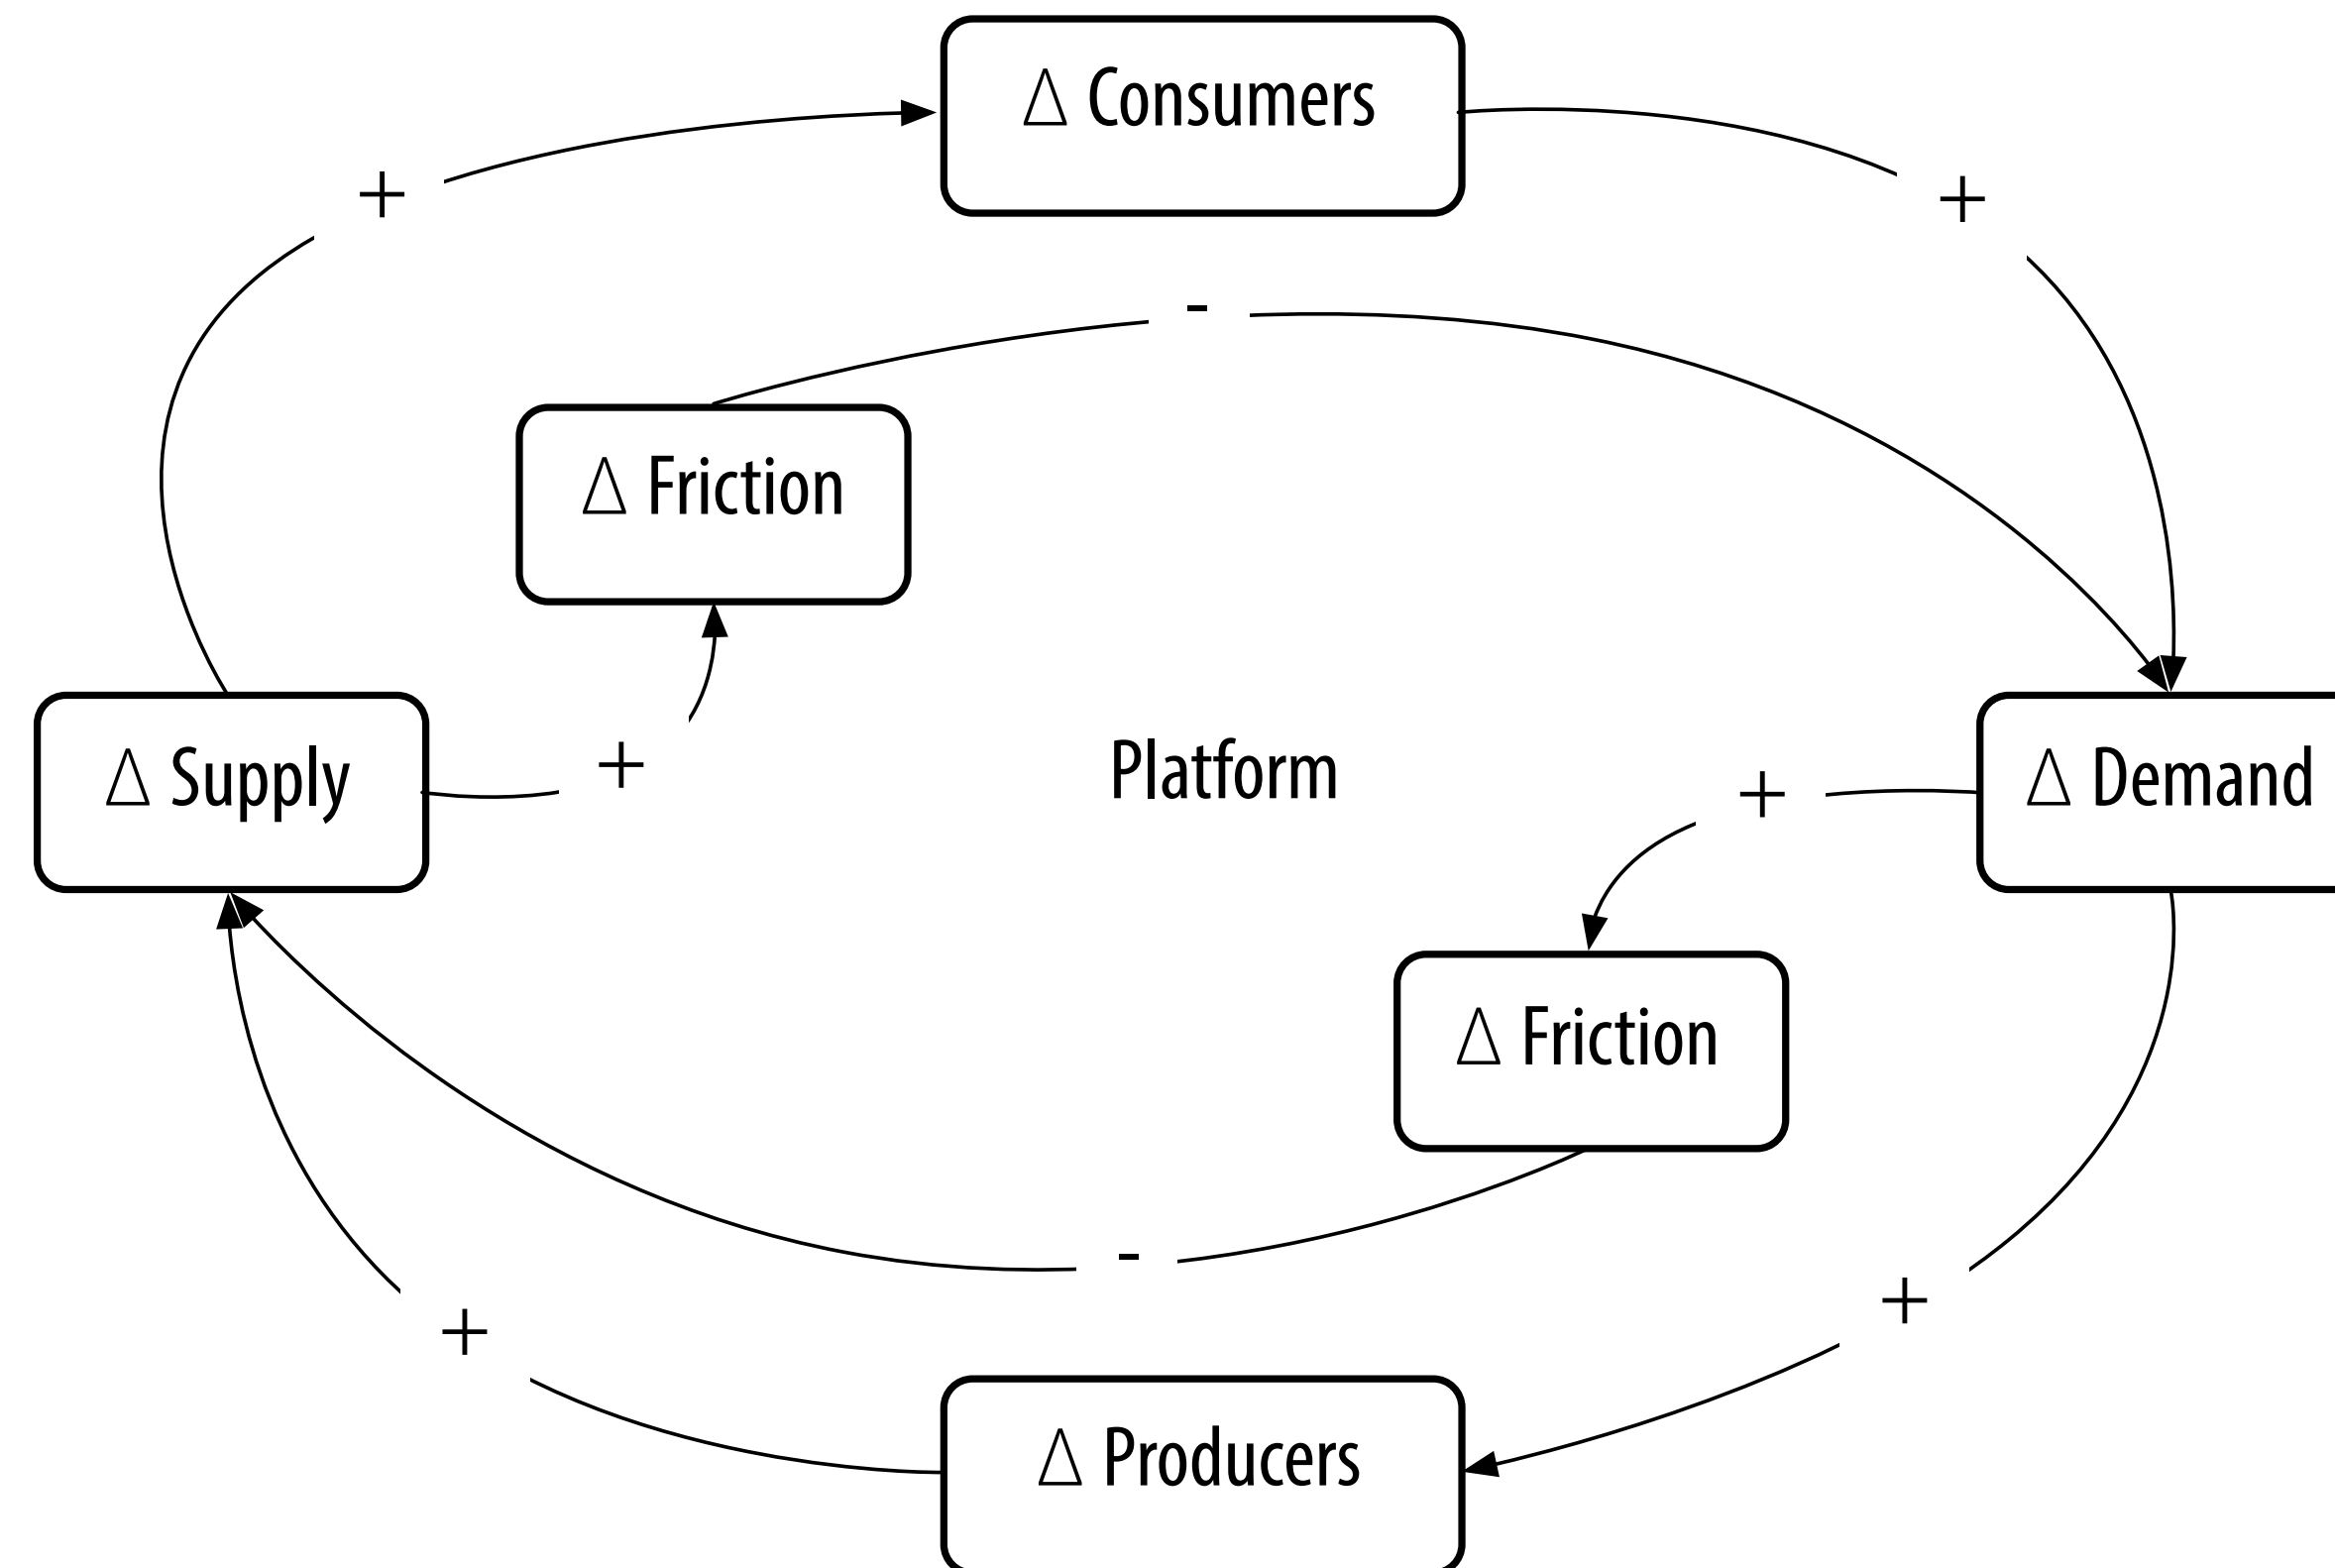 Δ Consumers
+
+
-
Δ Friction
Δ Supply
+
Platform
+
Δ Demand
Δ Friction
-
+
+
Δ Producers